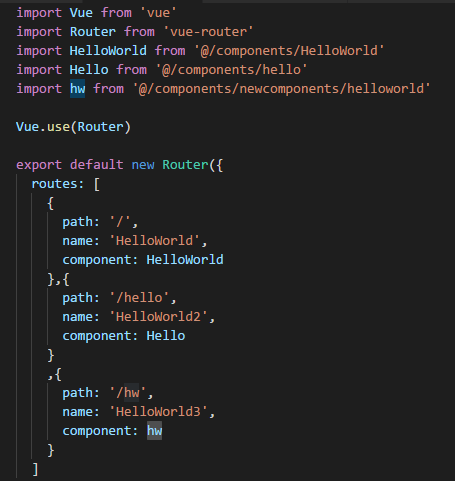 import Vue from 'vue'
import Router from 'vue-router'
import HelloWorld from '@/components/HelloWorld'
import Hello from '@/components/hello'
import hw from '@/components/newcomponents/helloworld'

Vue.use(Router)

export default new Router({
  routes: [
    {
      path: '/',
      name: 'HelloWorld',
      component: HelloWorld
    },{
      path: '/hello',
      name: 'HelloWorld2',
      component: Hello
    }
    ,{
      path: '/hw',
      name: 'HelloWorld3',
      component: hw
    }
  ]